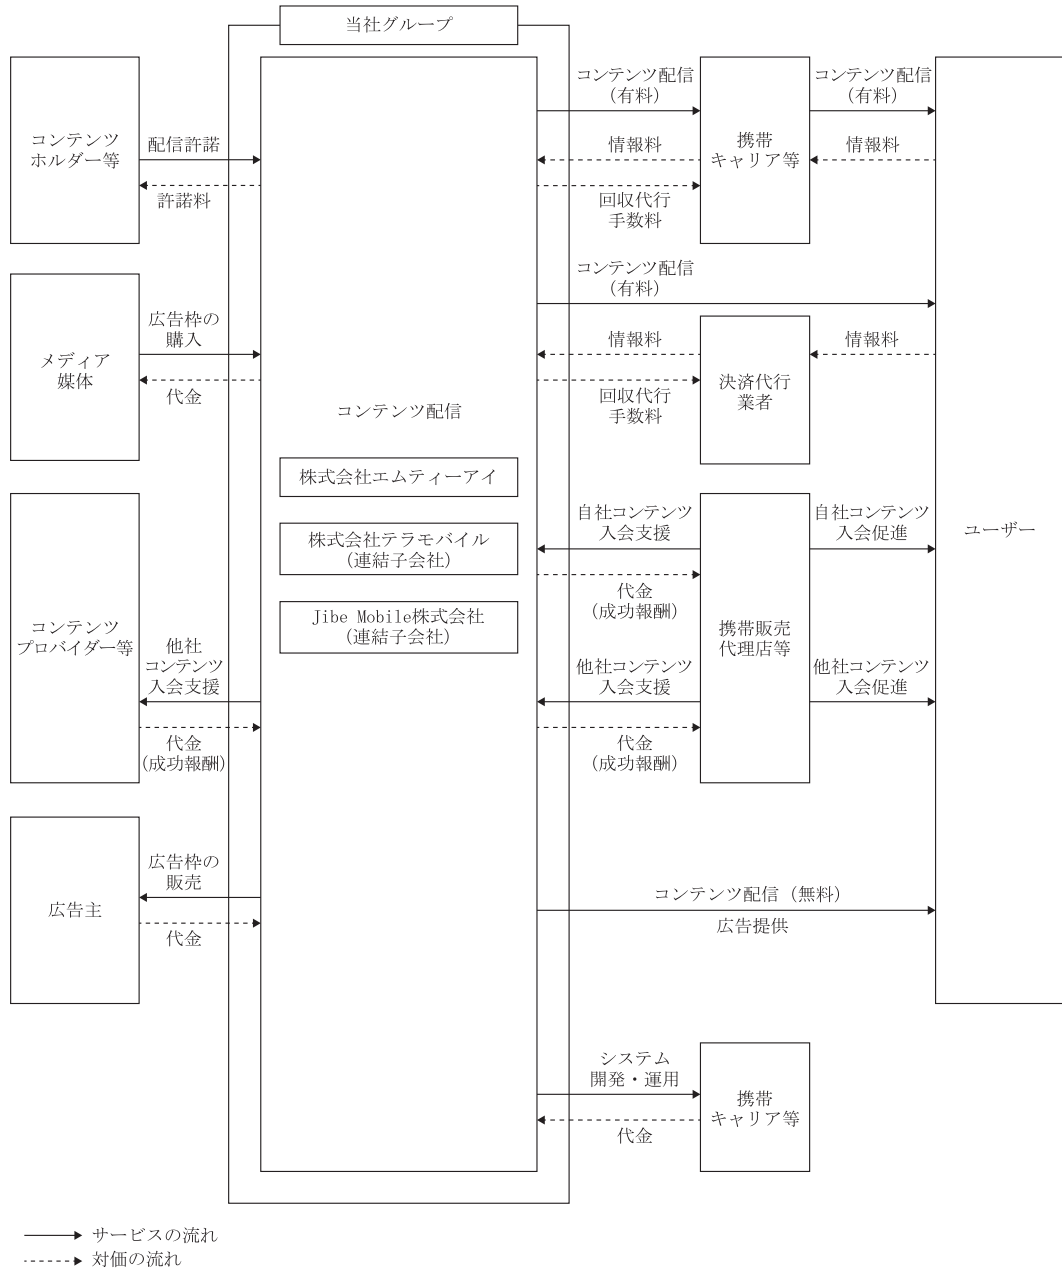 当社グループ
コンテンツ
ホルダー等
配信許諾
許諾料
コンテンツ配信
(有料)
情報料
回収代行
手数料
携帯
キャリア等
コンテンツ配信
(有料)
情報料
メディア
媒体
広告枠の
購入
代金
コンテンツ配信
(有料)
情報料
回収代行
手数料
決済代行
業者
情報料
コンテンツ配信
株式会社エムティーアイ
株式会社テラモバイル
(連結子会社)
Jibe Mobile株式会社
(連結子会社)
コンテンツ
プロバイダー等
他社
コンテンツ
入会支援
代金
(成功報酬)
自社コンテンツ
入会支援
代金
(成功報酬)
他社コンテンツ
入会支援
代金
(成功報酬)
携帯販売
代理店等
自社コンテンツ
入会促進
他社コンテンツ
入会促進
ユーザー
広告主
広告枠の
販売
代金
コンテンツ配信（無料）
広告提供
システム
開発・運用
代金
携帯
キャリア等
サービスの流れ
対価の流れ